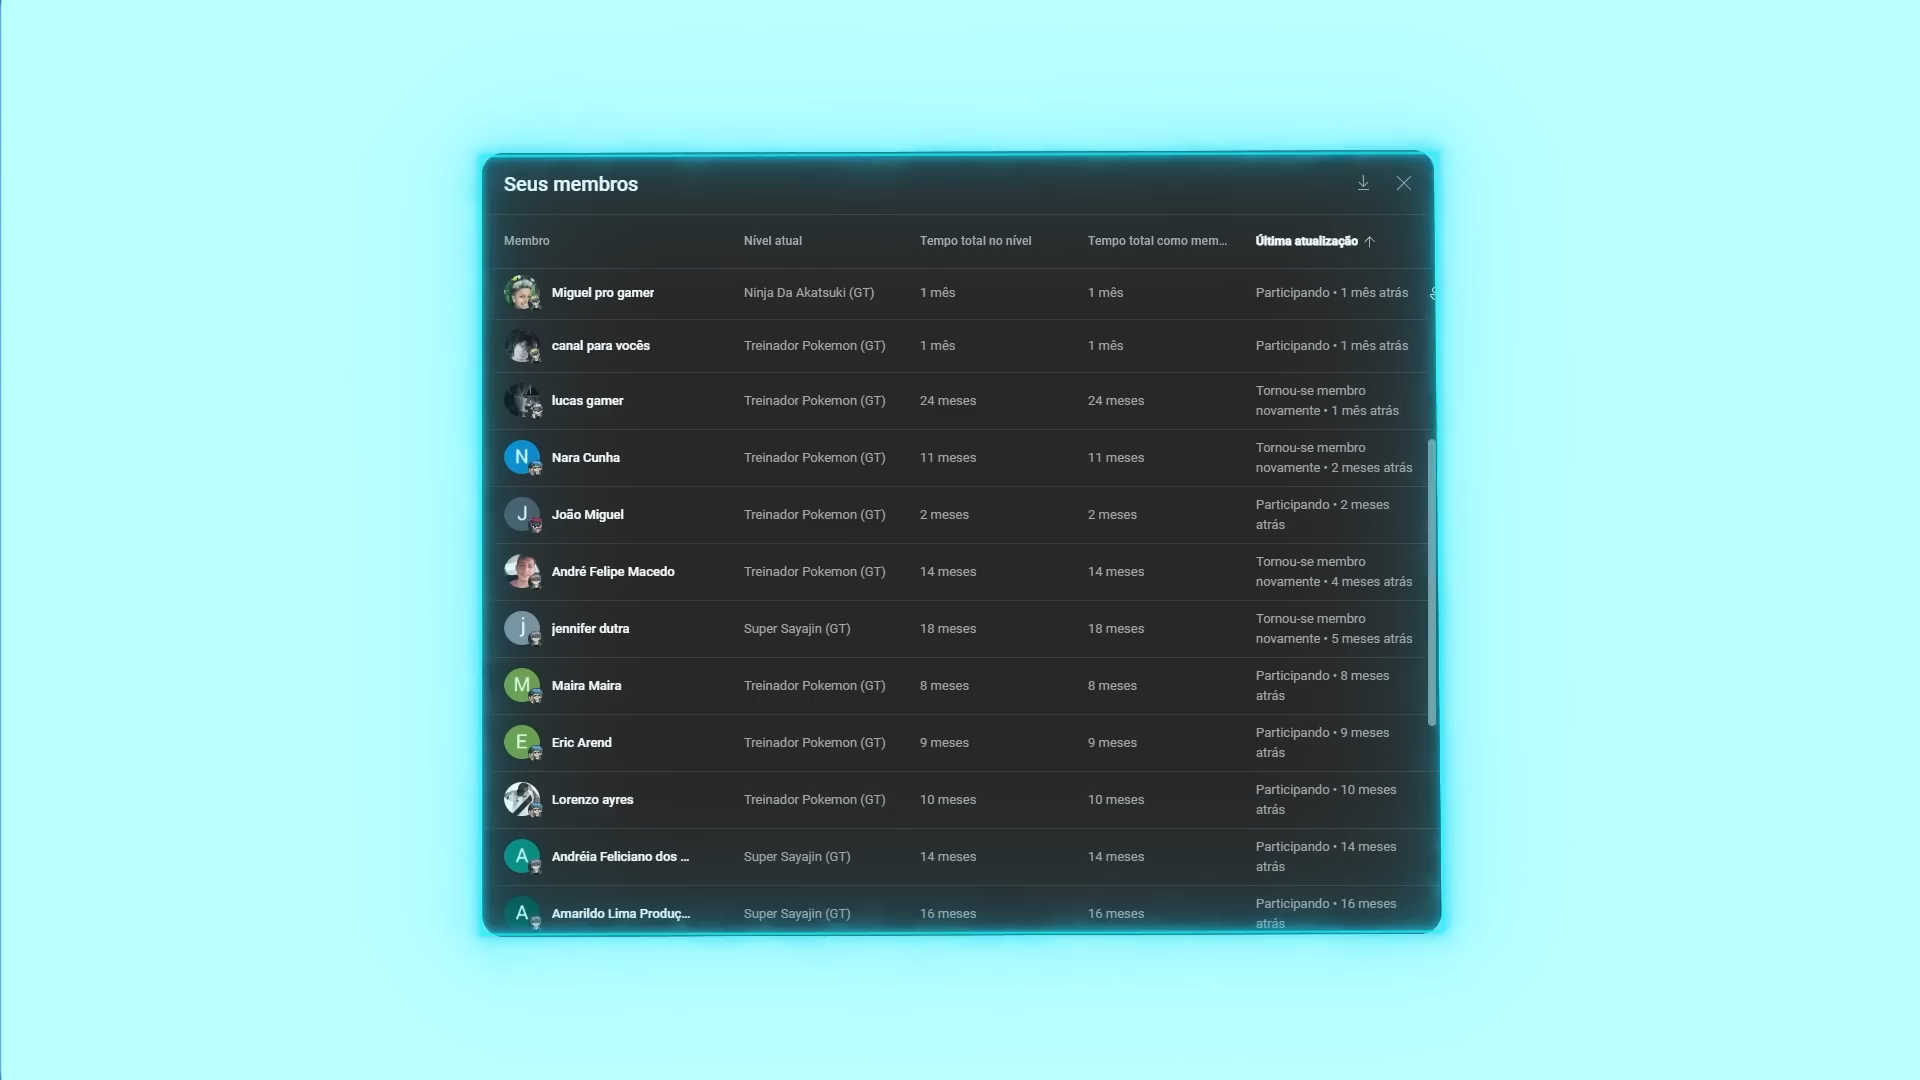 Seus membros
Membro Nível atual Tempo total no nível Tempo total como mem... Última atualização
Miguel pro gamer Ninja Da Akatsuki (GT) 1 mês 1 mês Participando • 1 mês atrás
canal para vocês Treinador Pokemon (GT) 1 mês 1 mês Participando • 1 mês atrás
lucas gamer Treinador Pokemon (GT) 24 meses 24 meses Tornou-se membro
novamente • 1 mês atrás
N Nara Cunha Treinador Pokemon (GT) 11 meses 11 meses Tornou-se membro
novamente • 2 meses atrás
J João Miguel Treinador Pokemon (GT) 2 meses 2 meses Participando • 2 meses
atrás
André Felipe Macedo Treinador Pokemon (GT) 14 meses 14 meses Tornou-se membro
novamente • 4 meses atrás
j jennifer dutra Super Sayajin (GT) 18 meses 18 meses Tornou-se membro
novamente • 5 meses atrás
M Maira Maira Treinador Pokemon (GT) 8 meses 8 meses Participando • 8 meses
atrás
E Eric Arend Treinador Pokemon (GT) 9 meses 9 meses Participando • 9 meses
atrás
Lorenzo ayres Treinador Pokemon (GT) 10 meses 10 meses Participando • 10 meses
atrás
A Andréia Feliciano dos ... Super Sayajin (GT) 14 meses 14 meses Participando • 14 meses
atrás
A Amarildo Lima Produç... Super Sayajin (GT) 16 meses 16 meses Participando • 16 meses
atrás